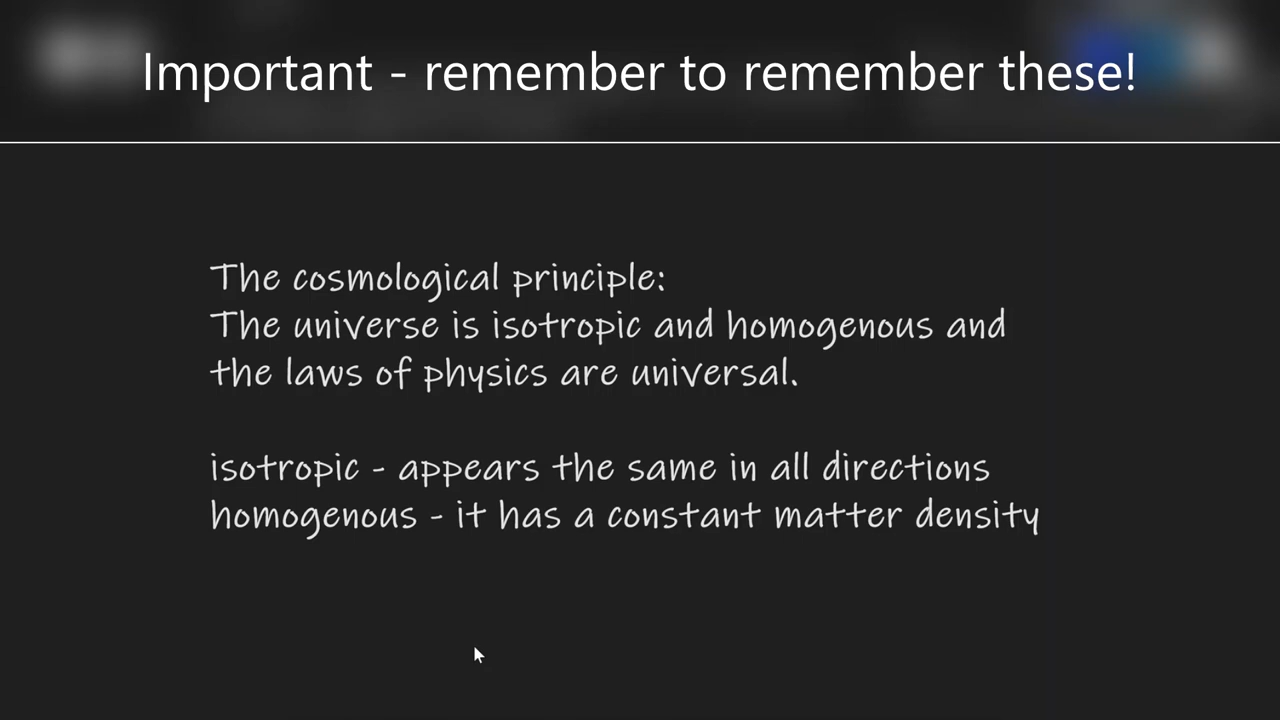 Important - remember to remember these!
The cosmological principle:
The universe is isotropic and homogenous and
the laws of physics are universal.
isotropic - appears the same in all directions
homogenous - it has a constant matter density